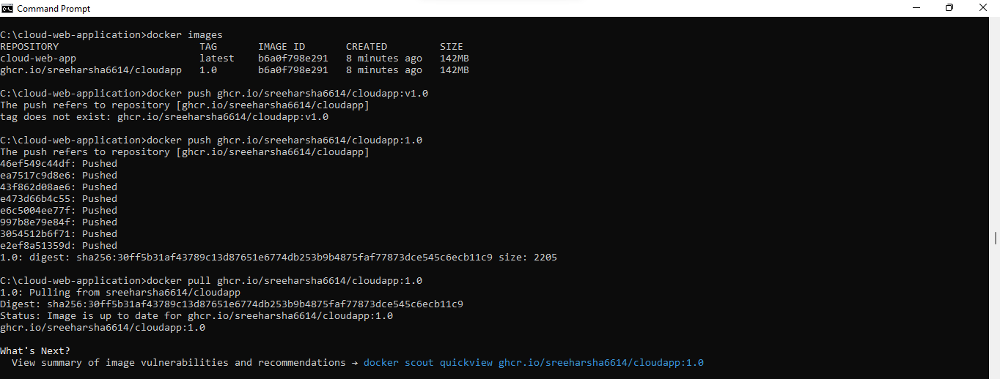 Command Prompt
C:\cloud-web-application>docker images
REPOSITORY TAG IMAGE ID CREATED SIZE
cloud-web-app latest b6a0f798e291 8 minutes ago 142MB
ghcr.io/sreeharsha6614/cloudapp 1.0 b6a0f798e291 8 minutes ago 142MB
C:\cloud-web-application>docker push ghcr.io/sreeharsha6614/cloudapp:v1.0
The push refers to repository [ghcr.io/sreeharsha6614/cloudapp]
tag does not exist: ghcr.io/sreeharsha6614/cloudapp:v1.0
C:\cloud-web-application>docker push ghcr.io/sreeharsha6614/cloudapp:1.0
The push refers to repository [ghcr.io/sreeharsha6614/cloudapp]
46ef549c44df: Pushed
ea7517c9d8e6: Pushed
43f862d08ae6: Pushed
e473d66b4c55: Pushed
e6c5004ee77f: Pushed
997b8e79e84f: Pushed
3054512b6f71: Pushed
e2ef8a51359d: Pushed
1.0: digest: sha256:30ff5b31af43789c13d87651e6774db253b9b4875faf77873dce545c6ecb11c9 size: 2205
C:\cloud-web-application>docker pull ghcr.io/sreeharsha6614/cloudapp:1.0
1.0: Pulling from sreeharsha6614/cloudapp
Digest: sha256:30ff5b31af43789c13d87651e6774db253b9b4875faf77873dce545c6ecb11c9
Status: Image is up to date for ghcr.io/sreeharsha6614/cloudapp:1.0
ghcr.io/sreeharsha6614/cloudapp:1.0
What's Next?
View summary of image vulnerabilities and recommendations → docker scout quickview ghcr.io/sreeharsha6614/cloudapp:1.0